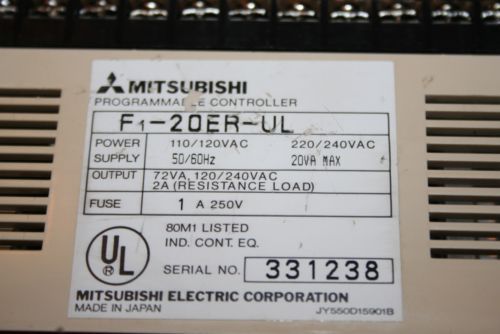 MITSUBISHI
PROGRAMMABLE CONTROLLER
F1-20ER-UL
POWER SUPPLY 110/120VAC 220/240VAC
50/60Hz 20VA MAX
OUTPUT 72VA, 120/240VAC
2A (RESISTANCE LOAD)
FUSE 1 A 250V
80M1 LISTED
IND. CONT. EQ.
UL ®
SERIAL NO. 331238
MITSUBISHI ELECTRIC CORPORATION
MADE IN JAPAN JY550D15901B